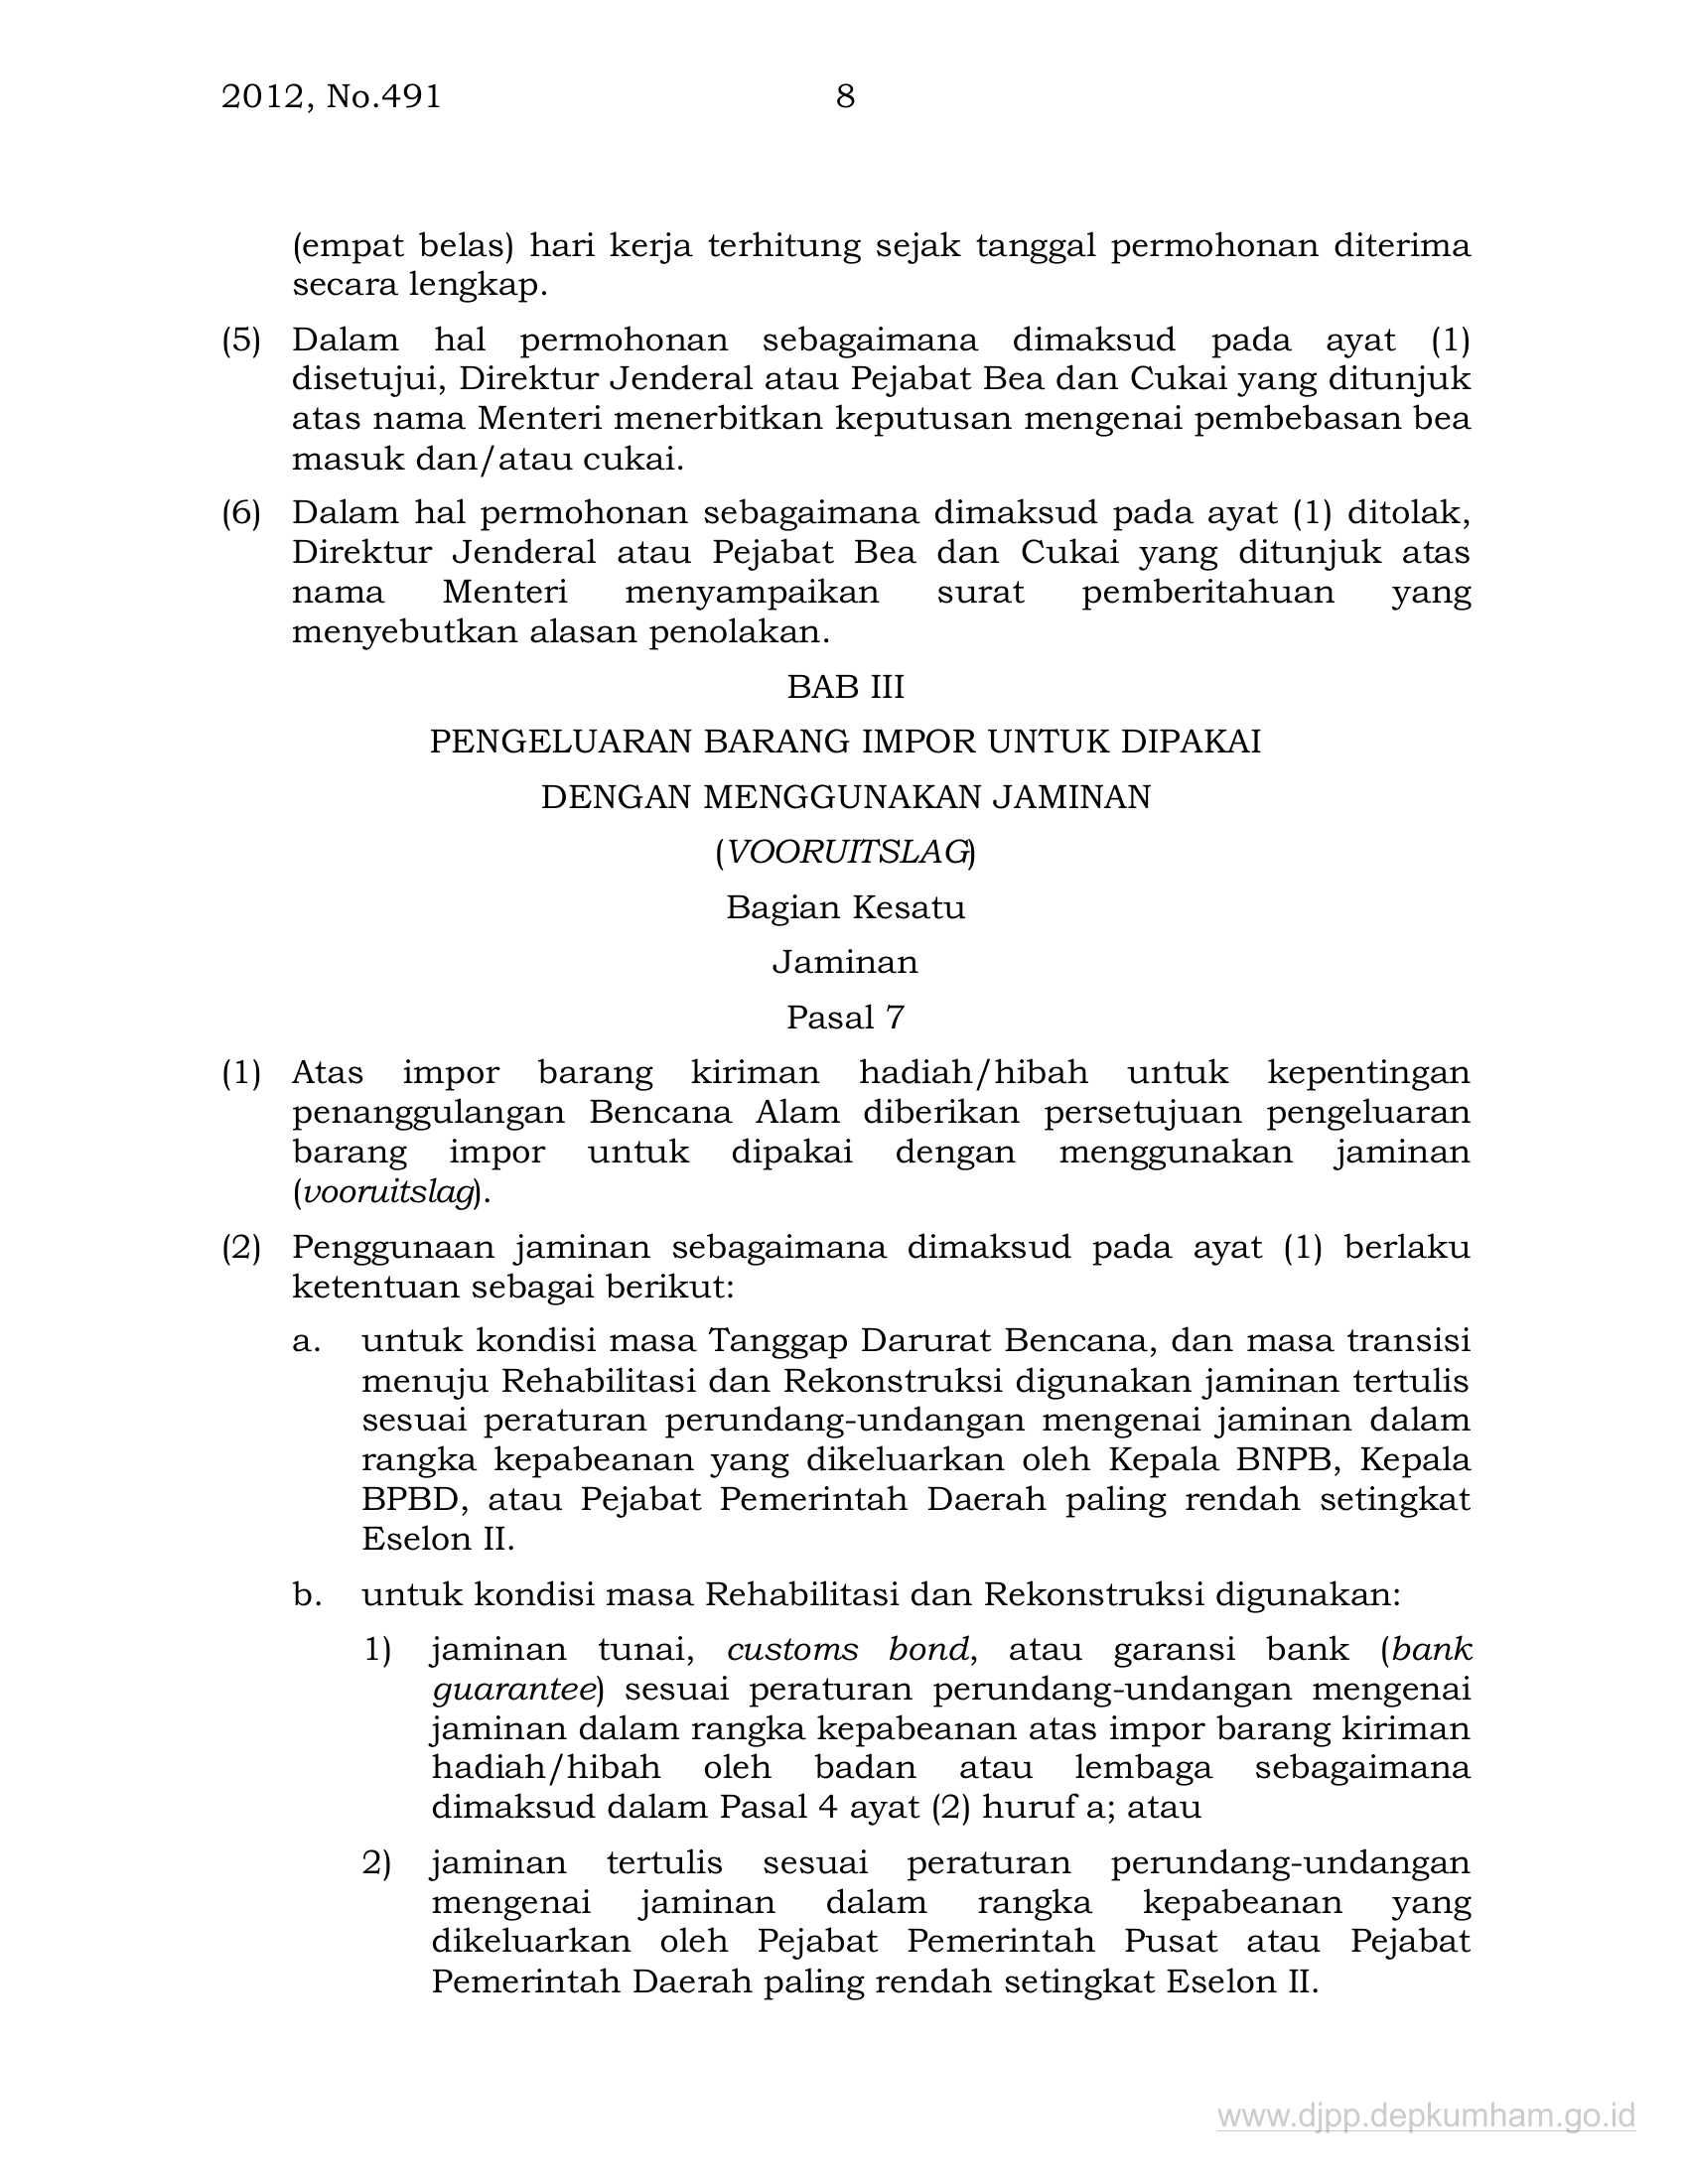 2012, No.491 8
(empat belas) hari kerja terhitung sejak tanggal permohonan diterima
secara lengkap.
(5) Dalam hal permohonan sebagaimana dimaksud pada ayat (1)
disetujui, Direktur Jenderal atau Pejabat Bea dan Cukai yang ditunjuk
atas nama Menteri menerbitkan keputusan mengenai pembebasan bea
masuk dan/atau cukai.
(6) Dalam hal permohonan sebagaimana dimaksud pada ayat (1) ditolak,
Direktur Jenderal atau Pejabat Bea dan Cukai yang ditunjuk atas
nama Menteri menyampaikan surat pemberitahuan yang
menyebutkan alasan penolakan.
BAB III
PENGELUARAN BARANG IMPOR UNTUK DIPAKAI
DENGAN MENGGUNAKAN JAMINAN
(VOORUITSLAG)
Bagian Kesatu
Jaminan
Pasal 7
(1) Atas impor barang kiriman hadiah/hibah untuk kepentingan
penanggulangan Bencana Alam diberikan persetujuan pengeluaran
barang impor untuk dipakai dengan menggunakan jaminan
(vooruitslag).
(2) Penggunaan jaminan sebagaimana dimaksud pada ayat (1) berlaku
ketentuan sebagai berikut:
a. untuk kondisi masa Tanggap Darurat Bencana, dan masa transisi
menuju Rehabilitasi dan Rekonstruksi digunakan jaminan tertulis
sesuai peraturan perundang-undangan mengenai jaminan dalam
rangka kepabeanan yang dikeluarkan oleh Kepala BNPB, Kepala
BPBD, atau Pejabat Pemerintah Daerah paling rendah setingkat
Eselon II.
b. untuk kondisi masa Rehabilitasi dan Rekonstruksi digunakan:
1) jaminan tunai, customs bond, atau garansi bank (bank
guarantee) sesuai peraturan perundang-undangan mengenai
jaminan dalam rangka kepabeanan atas impor barang kiriman
hadiah/hibah oleh badan atau lembaga sebagaimana
dimaksud dalam Pasal 4 ayat (2) huruf a; atau
2) jaminan tertulis sesuai peraturan perundang-undangan
mengenai jaminan dalam rangka kepabeanan yang
dikeluarkan oleh Pejabat Pemerintah Pusat atau Pejabat
Pemerintah Daerah paling rendah setingkat Eselon II.
www.djpp.depkumham.go.id